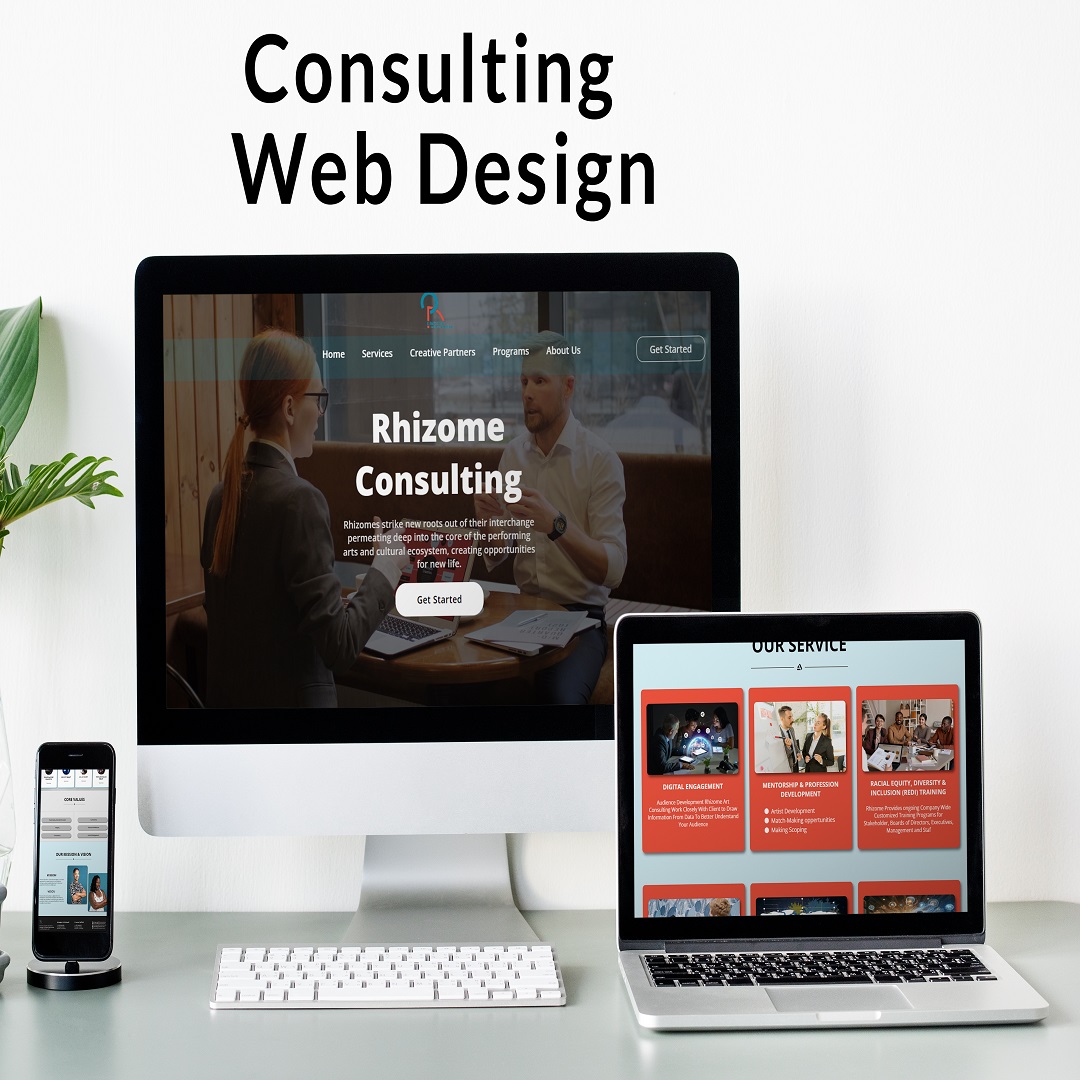 Consulting
Web Design
Home Services Creative Partners Programs About Us Get Started
Rhizome
Consulting
Rhizomes strike new roots out of their interchange
permeating deep into the core of the performing
arts and cultural ecosystem, creating opportunities
for new life.
Get Started
OUR SERVICE
DIGITAL ENGAGEMENT
Audience Development Rhizome Art
Consulting Work Closely With Client to Draw
Information From Data To Better Understand
Your Audience
MENTORSHIP & PROFESSION
DEVELOPMENT
Artist Development
Match-Making opportunities
Making Scoping
RACIAL EQUITY, DIVERSITY &
INCLUSION (REDI) TRAINING
Rhizome Provides ongoing Company Wide
Customized Training Programs for
Stakeholder, Boards of Directors, Executives,
Management and Staf
CORE VALUES
OUR MISSION & VISION